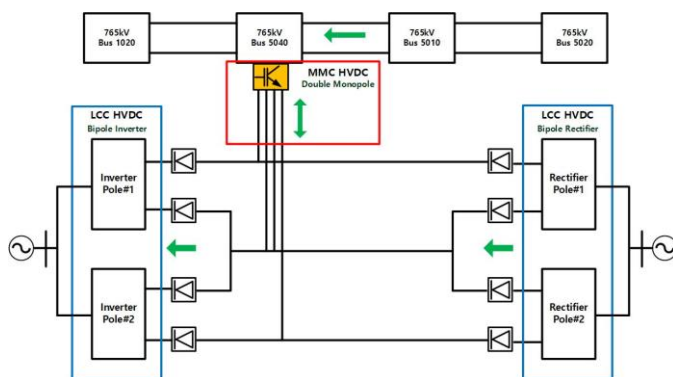 765kV
Bus 1020
765kV
Bus 5040
765kV
Bus 5010
765kV
Bus 5020
MMC HVDC
Double Monopole
LCC HVDC
Bipole Inverter
LCC HVDC
Bipole Rectifier
Inverter
Pole#1
Rectifier
Pole#1
Inverter
Pole#2
Rectifier
Pole#2